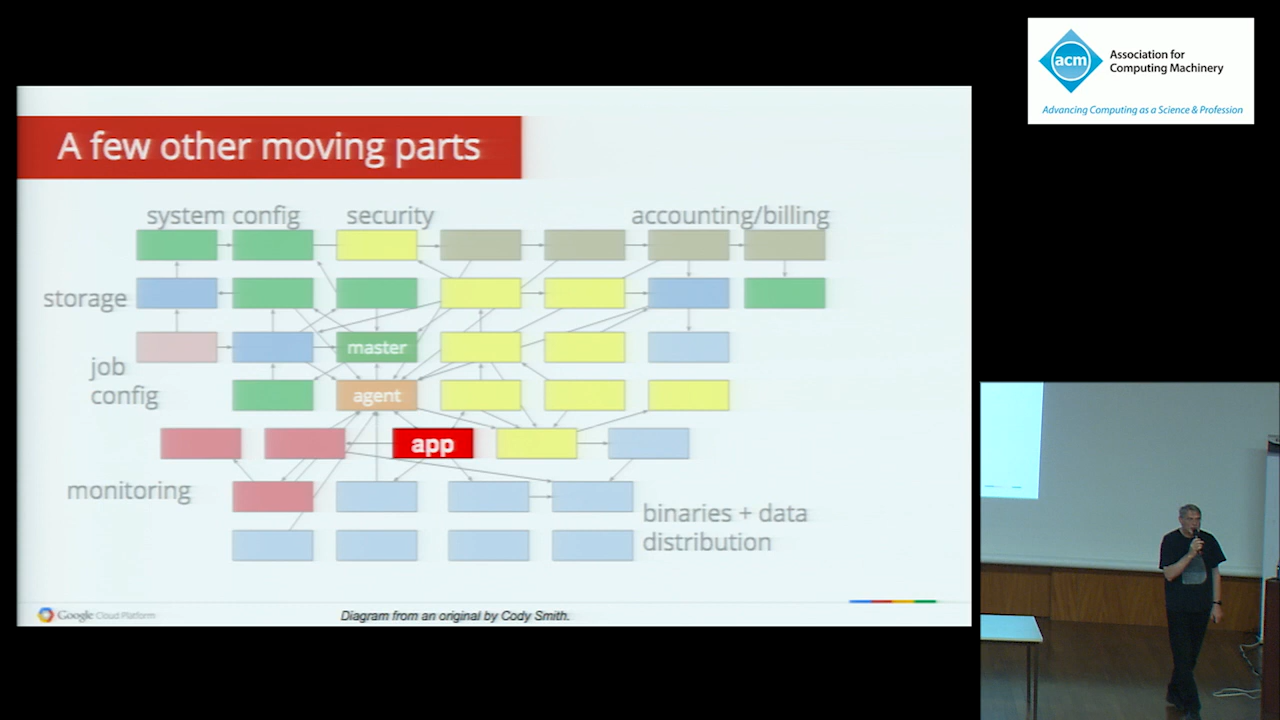 acm
Association for
Computing Machinery
Advancing Computing as a Science & Profession
A few other moving parts
system config
security
accounting/billing
storage
master
job
config
agent
app
monitoring
binaries + data
distribution
Google Cloud Platform
Diagram from an original by Cody Smith.